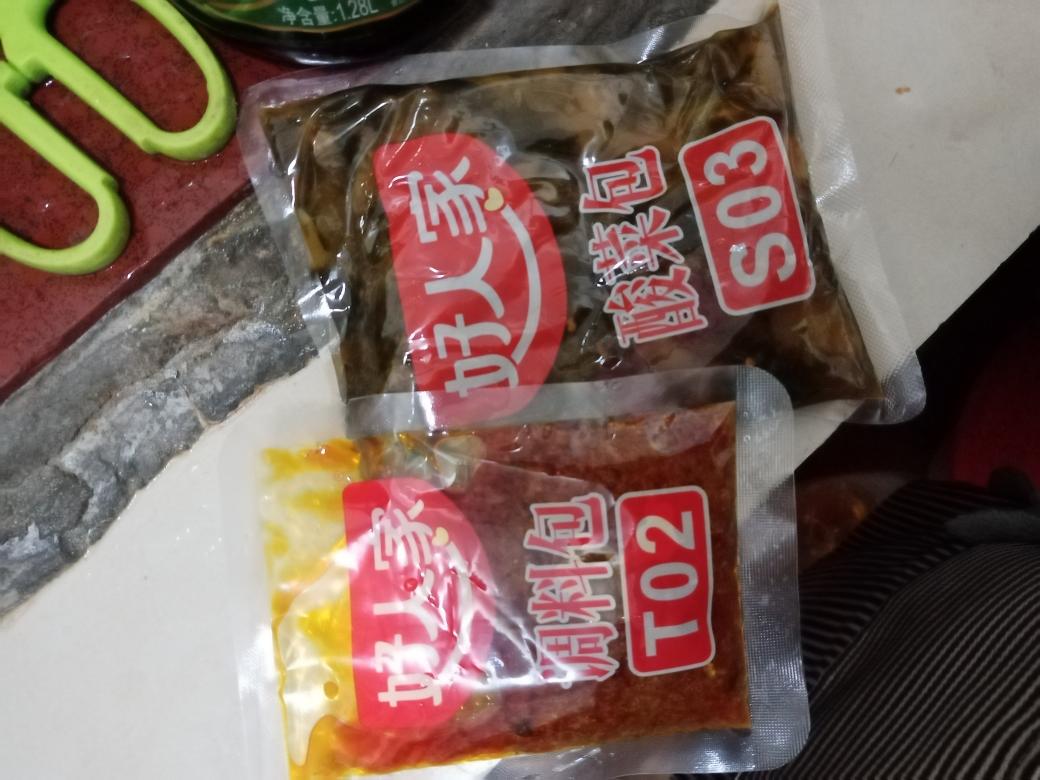 净含量:1.28L
好人家
酸菜包
S03
好人家
调料包
T02